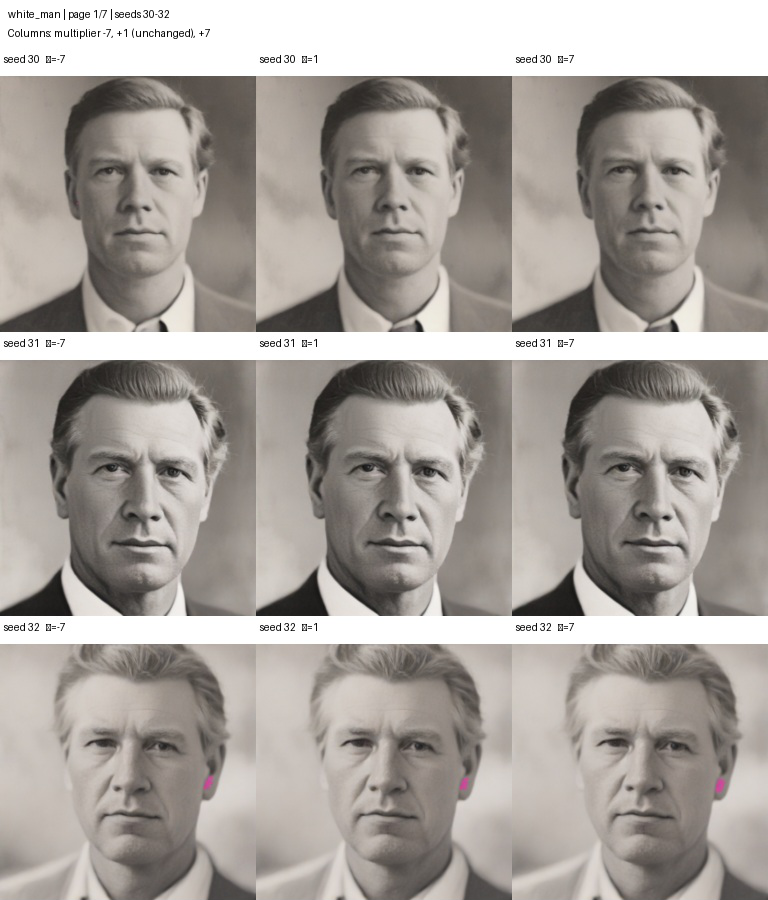 white_man | page 1/7 | seeds 30-32
Columns: multiplier -7, +1 (unchanged), +7
seed 30 □=-7
seed 30 □=1
seed 30 □=7
seed 31 □=-7
seed 31 □=1
seed 31 □=7
seed 32 □=-7
seed 32 □=1
seed 32 □=7